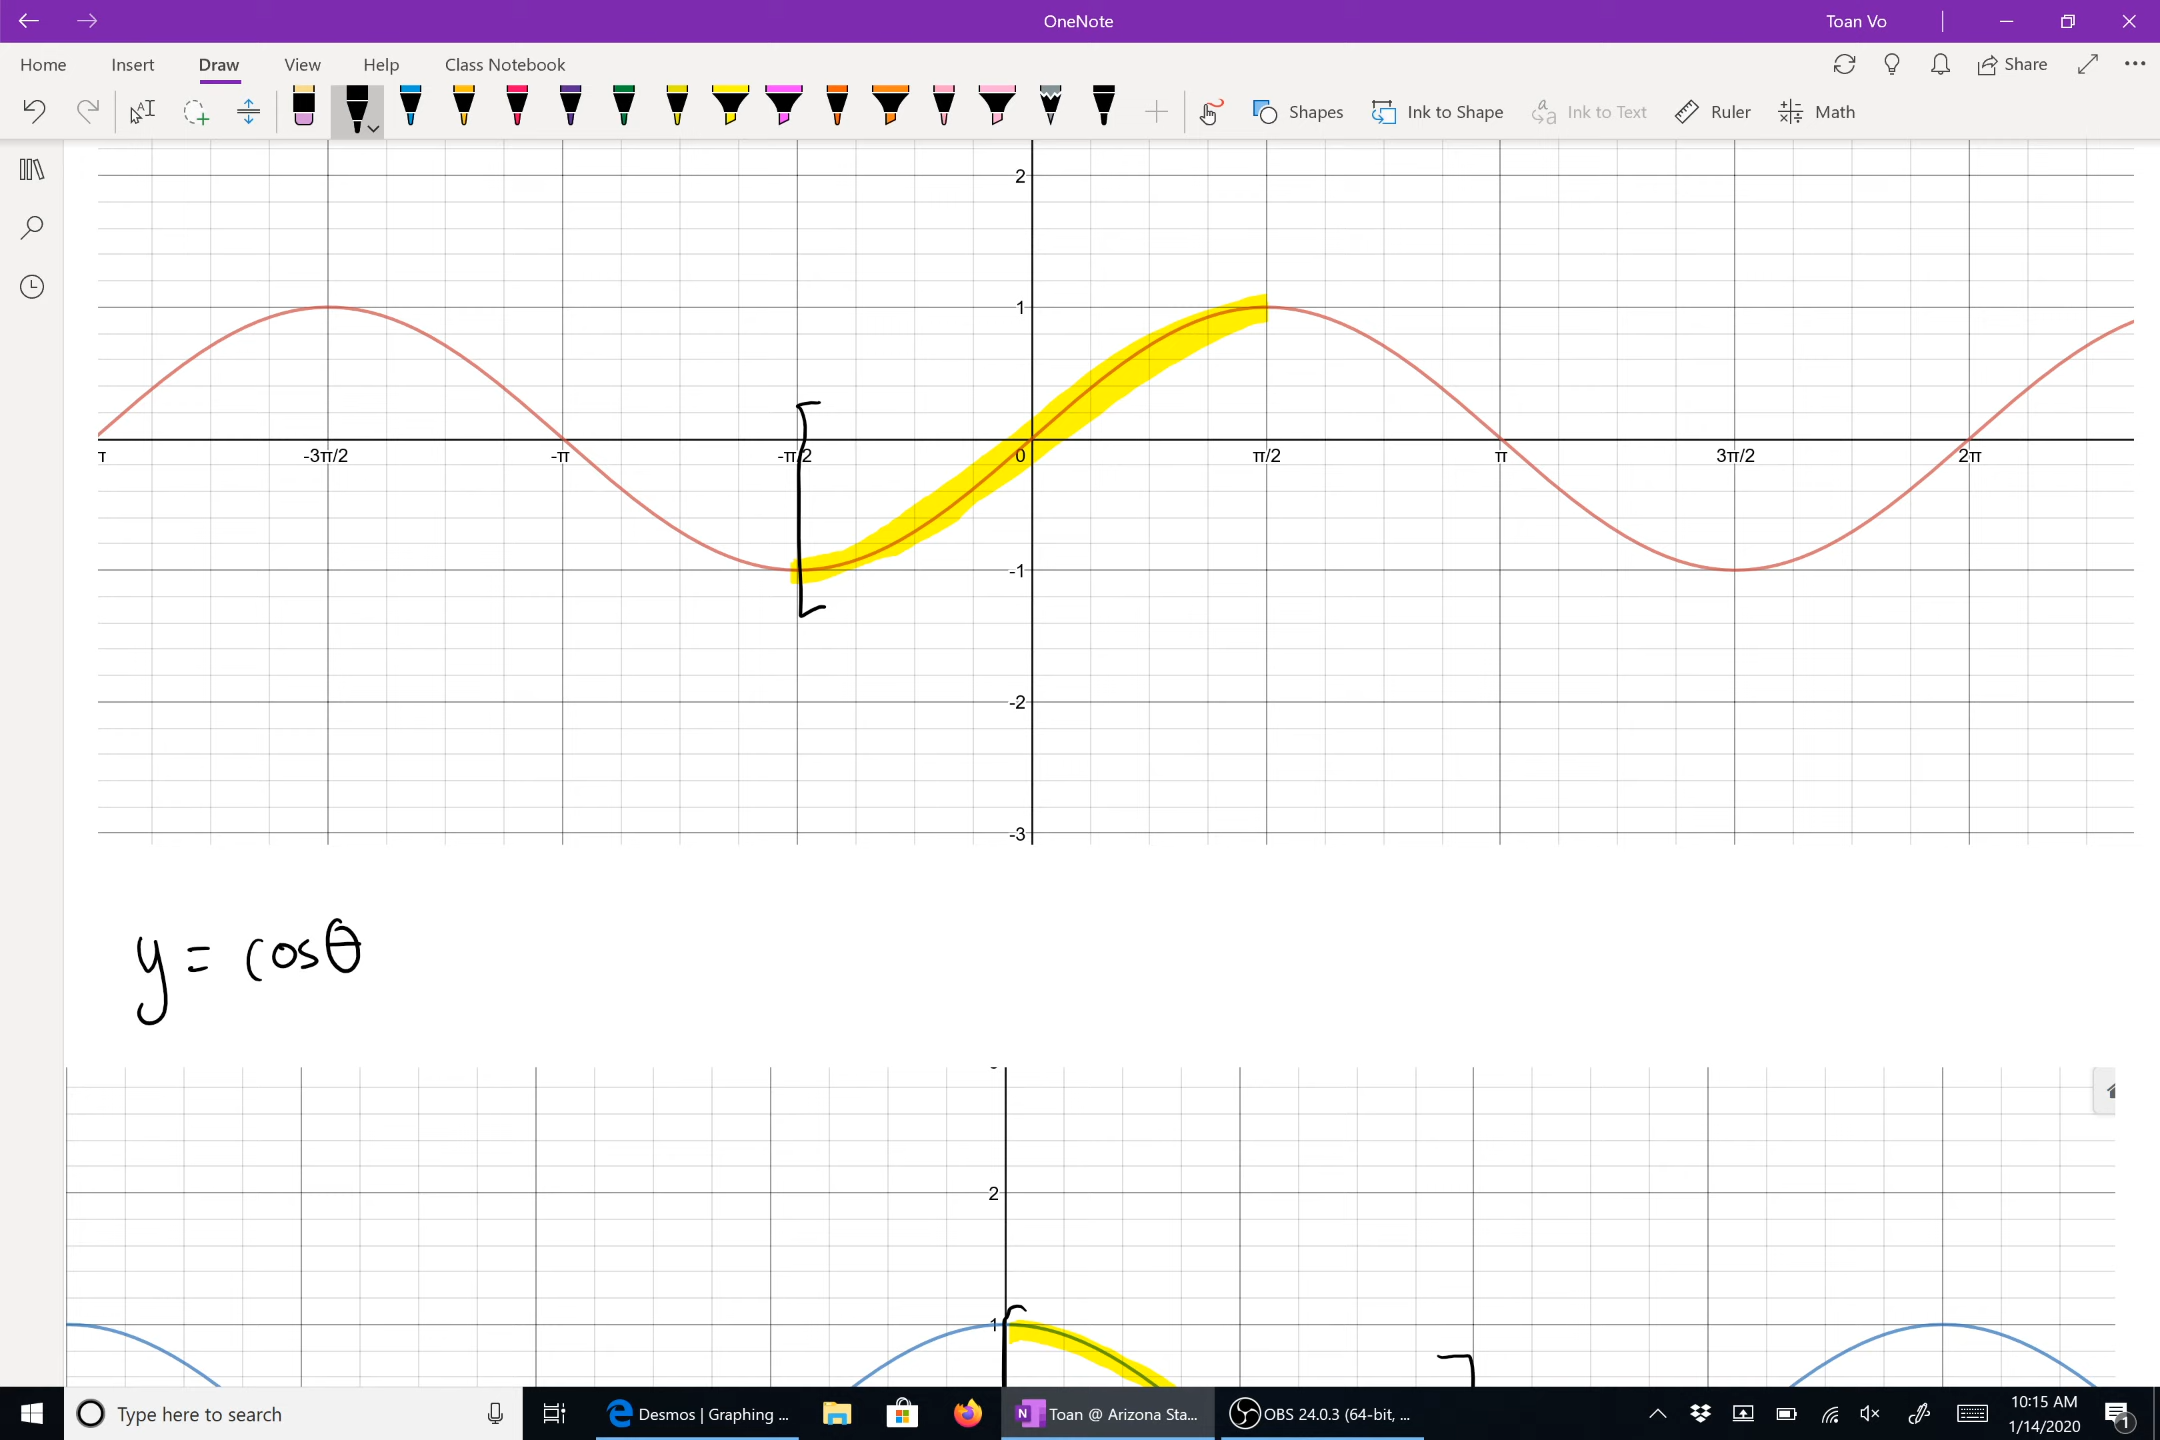 OneNote
Toan Vo
Home Insert Draw View Help Class Notebook
Share
Shapes Ink to Shape Ink to Text Ruler Math
2
1
π -3π/2 -π -π/2 0 π/2 π 3π/2 2π
-1
-2
-3
y = cosθ
2
1
Type here to search
Desmos | Graphing ...
Toan @ Arizona Sta...
OBS 24.0.3 (64-bit, ...
10:15 AM
1/14/2020
1